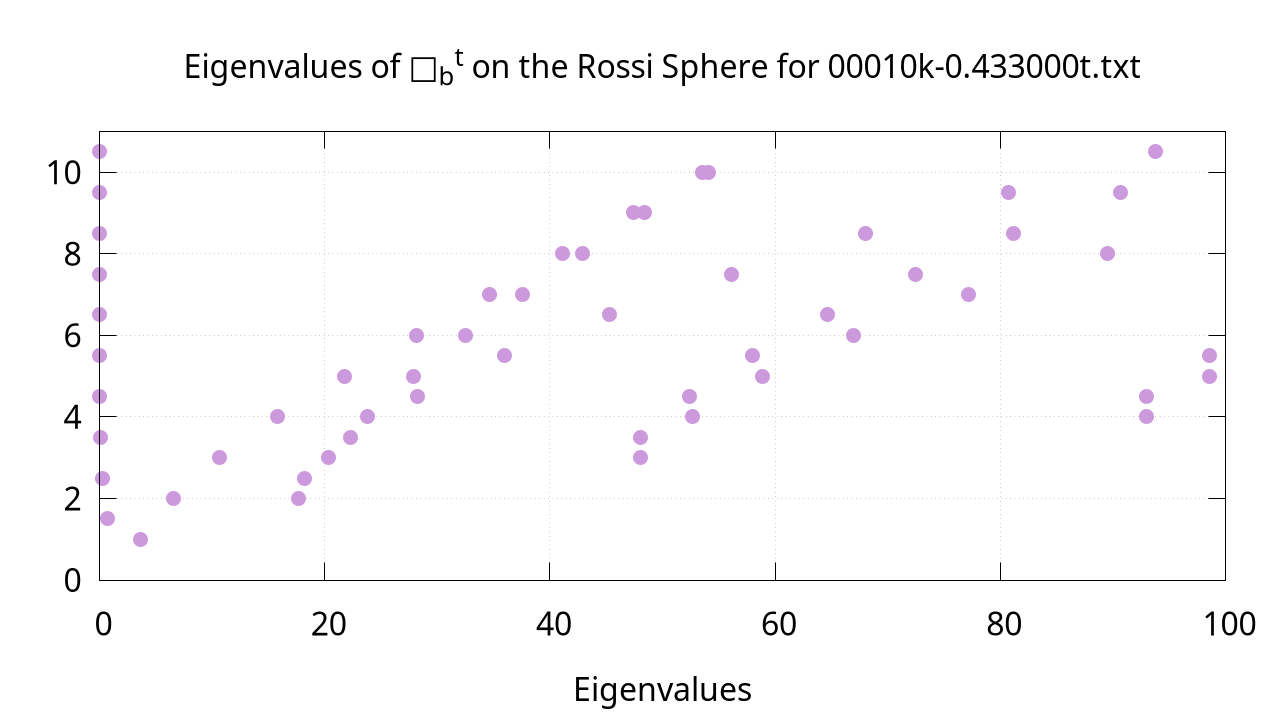 Eigenvalues of □bᵗ on the Rossi Sphere for 00010k-0.433000t.txt
10
8
6
4
2
0
0 20 40 60 80 100
Eigenvalues